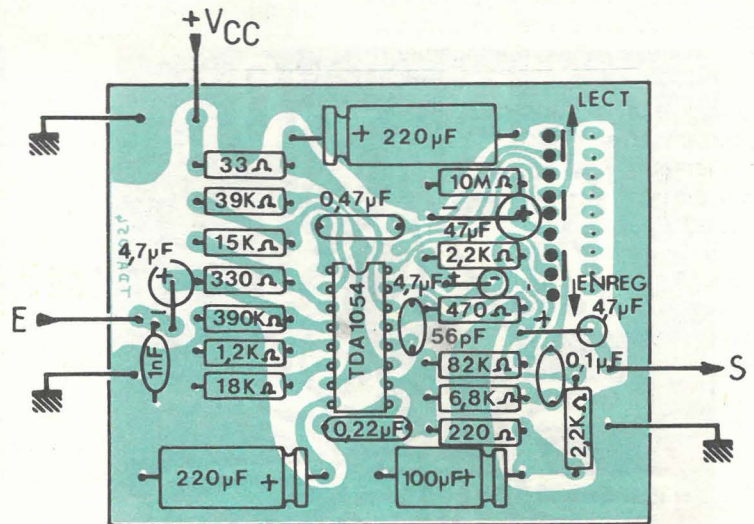 +VCC
LECT
+ 220µF
33Ω
10MΩ
39KΩ
0,47µF
+
47µF
15KΩ
2,2KΩ
4,7µF
+
330Ω
4,7µF + -
ENREG
TDA1054
E
-
390KΩ
TDA1054
470Ω
+
47µF
56pF
1nF
1,2KΩ
82KΩ
0,1µF
S
18KΩ
6,8KΩ
2,2KΩ
0,22µF
220Ω
220µF +
100µF+